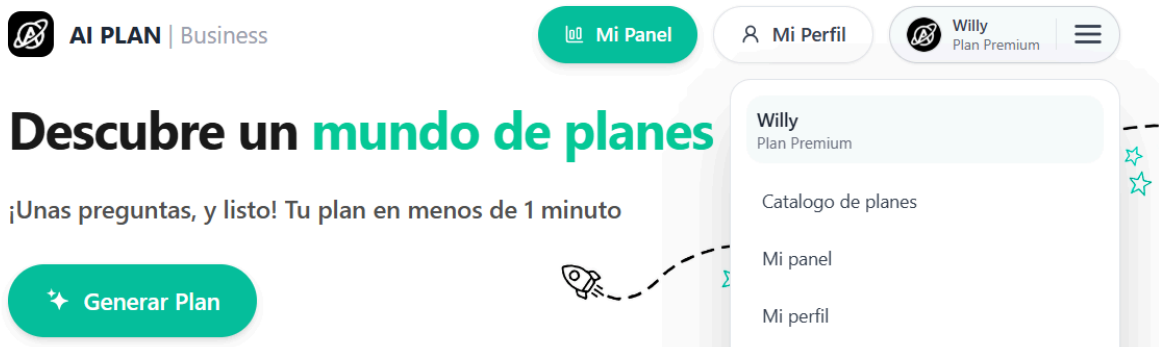 AI PLAN | Business
Mi Panel
Mi Perfil
Willy
Plan Premium
Descubre un mundo de planes
¡Unas preguntas, y listo! Tu plan en menos de 1 minuto
Generar Plan
Willy
Plan Premium
Catalogo de planes
Mi panel
Mi perfil